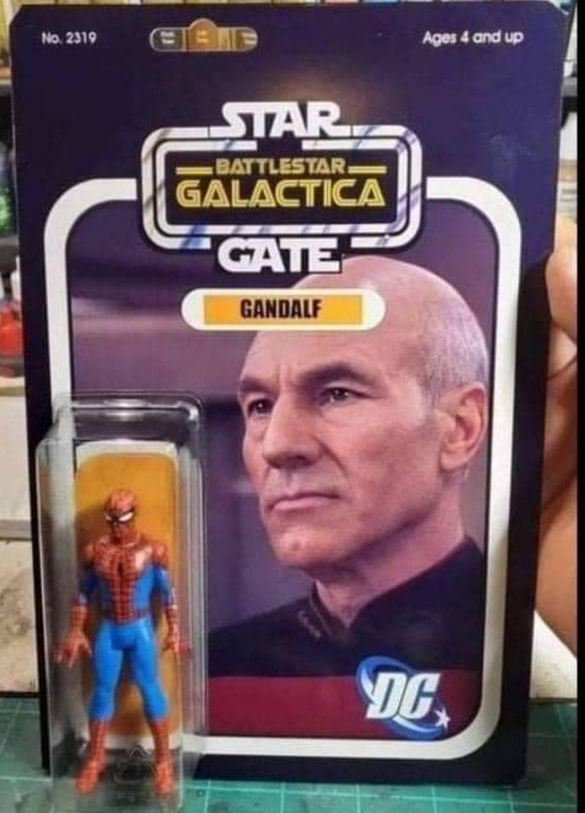 No. 2319
Ages 4 and up
STAR
BATTLESTAR
GALACTICA
GATE
GANDALF
DC